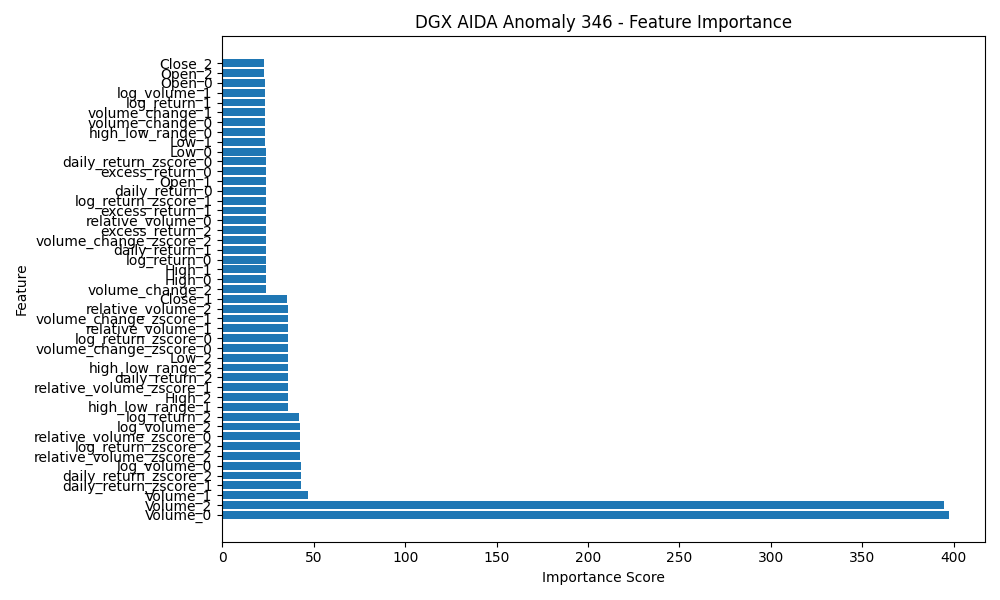 DGX AIDA Anomaly 346 - Feature Importance
Close_2
Open_2
Open_0
log_volume_1
log_return_1
volume_change_1
volume_change_0
high_low_range_0
Low_1
Low_0
daily_return_zscore_0
excess_return_0
Open_1
daily_return_0
log_return_zscore_1
excess_return_1
relative_volume_0
excess_return_2
volume_change_zscore_2
daily_return_1
log_return_0
High_1
High_0
volume_change_2
Close_1
relative_volume_2
volume_change_zscore_1
relative_volume_1
log_return_zscore_0
volume_change_zscore_0
Low_2
high_low_range_2
daily_return_2
relative_volume_zscore_1
High_2
high_low_range_1
log_return_2
log_volume_2
relative_volume_zscore_0
log_return_zscore_2
relative_volume_zscore_2
log_volume_0
daily_return_zscore_2
daily_return_zscore_1
Volume_1
Volume_2
Volume_0
Feature
0 50 100 150 200 250 300 350 400
Importance Score